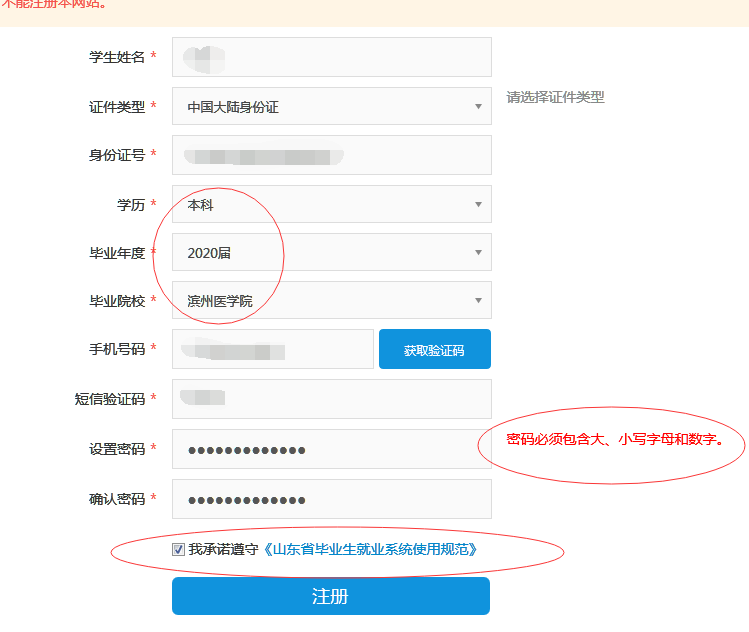 不能注册本网站。
学生姓名 *
证件类型 * 中国大陆身份证 请选择证件类型
身份证号 *
学历 * 本科
毕业年度 * 2020届
毕业院校 * 滨州医学院
手机号码 * 获取验证码
短信验证码 *
设置密码 * ●●●●●●●●●●●●● 密码必须包含大、小写字母和数字。
确认密码 * ●●●●●●●●●●●●●
我承诺遵守《山东省毕业生就业系统使用规范》
注册